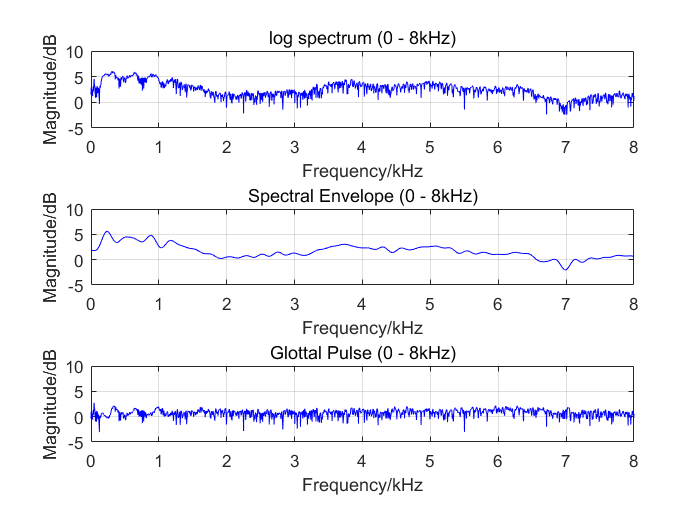 log spectrum (0 - 8kHz)
Magnitude/dB
10
5
0
-5
0 1 2 3 4 5 6 7 8
Frequency/kHz
Spectral Envelope (0 - 8kHz)
Magnitude/dB
10
5
0
-5
0 1 2 3 4 5 6 7 8
Frequency/kHz
Glottal Pulse (0 - 8kHz)
Magnitude/dB
10
5
0
-5
0 1 2 3 4 5 6 7 8
Frequency/kHz